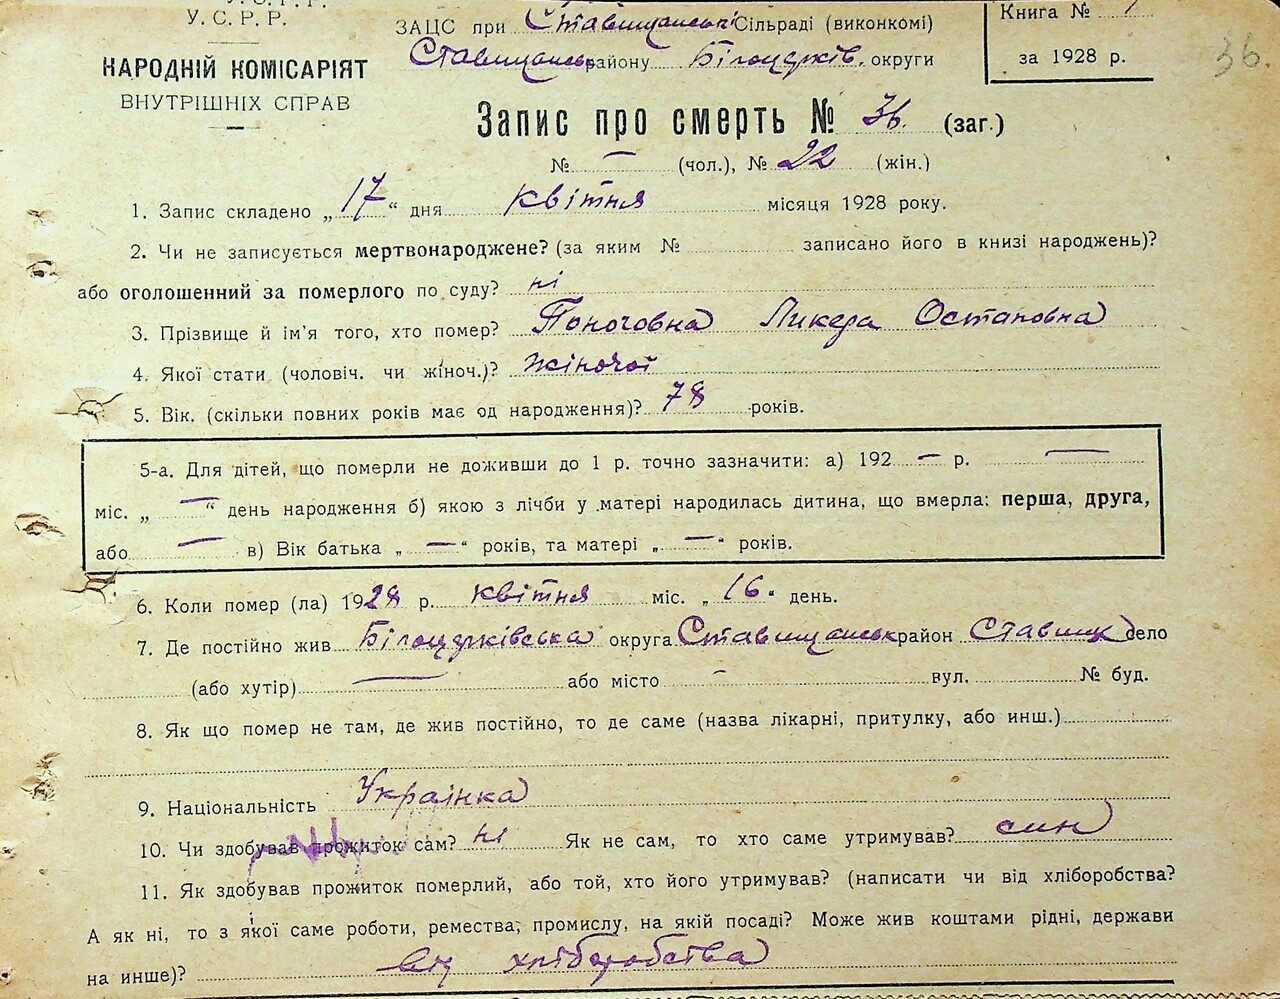 У.С.Р.Р.
ЗАЦС при Ставищанські Сільраді (виконкомі)
Книга №
НАРОДНІЙ КОМІСАРІЯТ
Ставищанськ району Білоцерків. округи
за 1928 р.
36.
ВНУТРІШНІХ СПРАВ
Запис про смерть № 36. (заг.)
№ — (чол.), № 22 (жін.)
1. Запис складено „17“ дня квітня місяця 1928 року.
2. Чи не записується мертвонароджене? (за яким № записано його в книзі народжень)?
або оголошенний за померлого по суду? ні
3. Прізвище й ім'я того, хто помер? Поночовна Ликера Остаповна
4. Якої стати (чоловіч. чи жіноч.)? жіночої
5. Вік. (скільки повних років має од народження)? 78 років.
5-а. Для дітей, що померли не доживши до 1 р. точно зазначити: а) 192 — р. —
міс. „ — “ день народження б) якою з лічби у матері народилась дитина, що вмерла: перша, друга,
або — в) Вік батька „ — “ років, та матері „ — “ років.
6. Коли помер (ла) 1928 р. квітня міс. „16“ день.
7. Де постійно жив Білоцерківська округа Ставищанськ район Ставищ село
(або хутір) — або місто - вул. № буд.
8. Як що помер не там, де жив постійно, то де саме (назва лікарні, притулку, або инш.)
9. Національність Українка
10. Чи здобував прожиток сам? ні Як не сам, то хто саме утримував? син
11. Як здобував прожиток померлий, або той, хто його утримував? (написати чи від хліборобства?
А як ні, то з якої саме роботи, ремества, промислу, на якій посаді? Може жив коштами рідні, держави
на инше)? від хліборобства